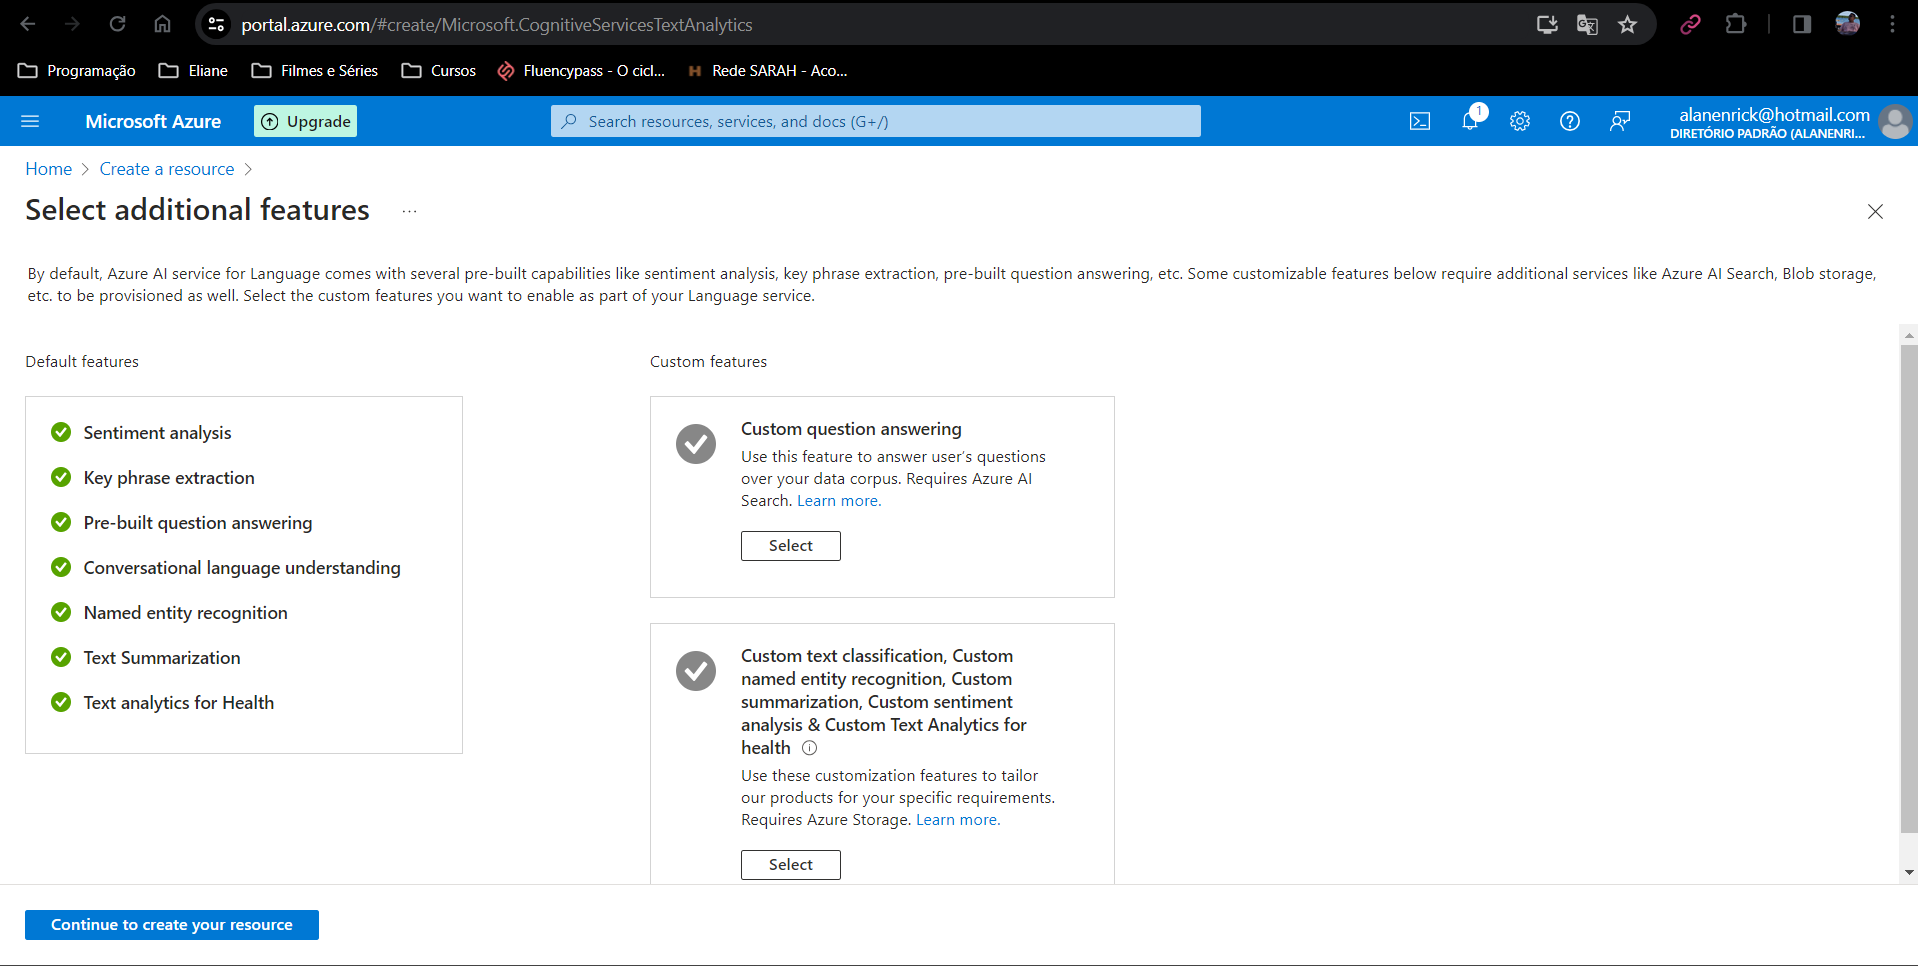 portal.azure.com/#create/Microsoft.CognitiveServicesTextAnalytics
Programação Eliane Filmes e Séries Cursos Fluencypass - O cicl... H Rede SARAH - Aco...
Microsoft Azure Upgrade Search resources, services, and docs (G+/) 1 alanenrick@hotmail.com
DIRETÓRIO PADRÃO (ALANENRI...
Home > Create a resource >
Select additional features ...
By default, Azure AI service for Language comes with several pre-built capabilities like sentiment analysis, key phrase extraction, pre-built question answering, etc. Some customizable features below require additional services like Azure AI Search, Blob storage,
etc. to be provisioned as well. Select the custom features you want to enable as part of your Language service.
Default features
Sentiment analysis
Key phrase extraction
Pre-built question answering
Conversational language understanding
Named entity recognition
Text Summarization
Text analytics for Health
Custom features
Custom question answering
Use this feature to answer user's questions
over your data corpus. Requires Azure AI
Search. Learn more.
Select
Custom text classification, Custom
named entity recognition, Custom
summarization, Custom sentiment
analysis & Custom Text Analytics for
health
Use these customization features to tailor
our products for your specific requirements.
Requires Azure Storage. Learn more.
Select
Continue to create your resource